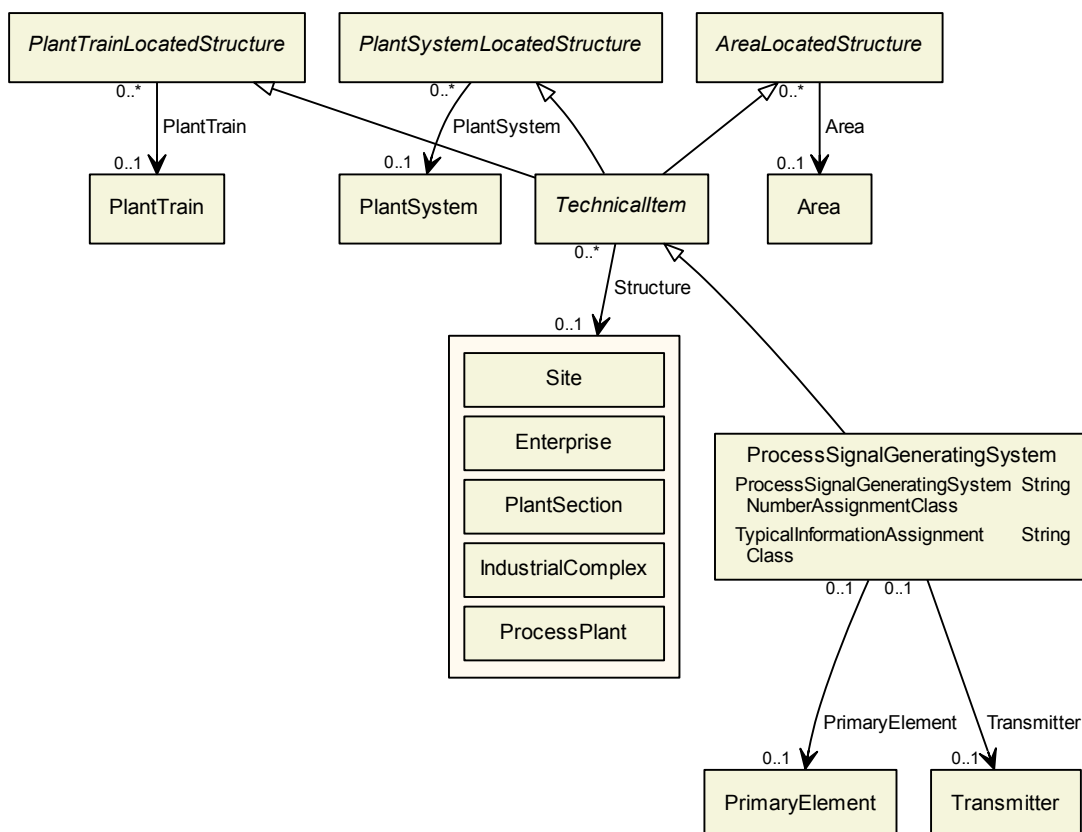 PlantTrainLocatedStructure
PlantSystemLocatedStructure
AreaLocatedStructure
0..*
0..*
0..*
PlantTrain
PlantSystem
Area
0..1
0..1
0..1
PlantTrain
PlantSystem
TechnicalItem
Area
0..*
Structure
0..1
Site
Enterprise
PlantSection
IndustrialComplex
ProcessPlant
ProcessSignalGeneratingSystem
ProcessSignalGeneratingSystem String
NumberAssignmentClass
TypicalInformationAssignment String
Class
0..1
0..1
PrimaryElement
Transmitter
0..1
0..1
PrimaryElement
Transmitter